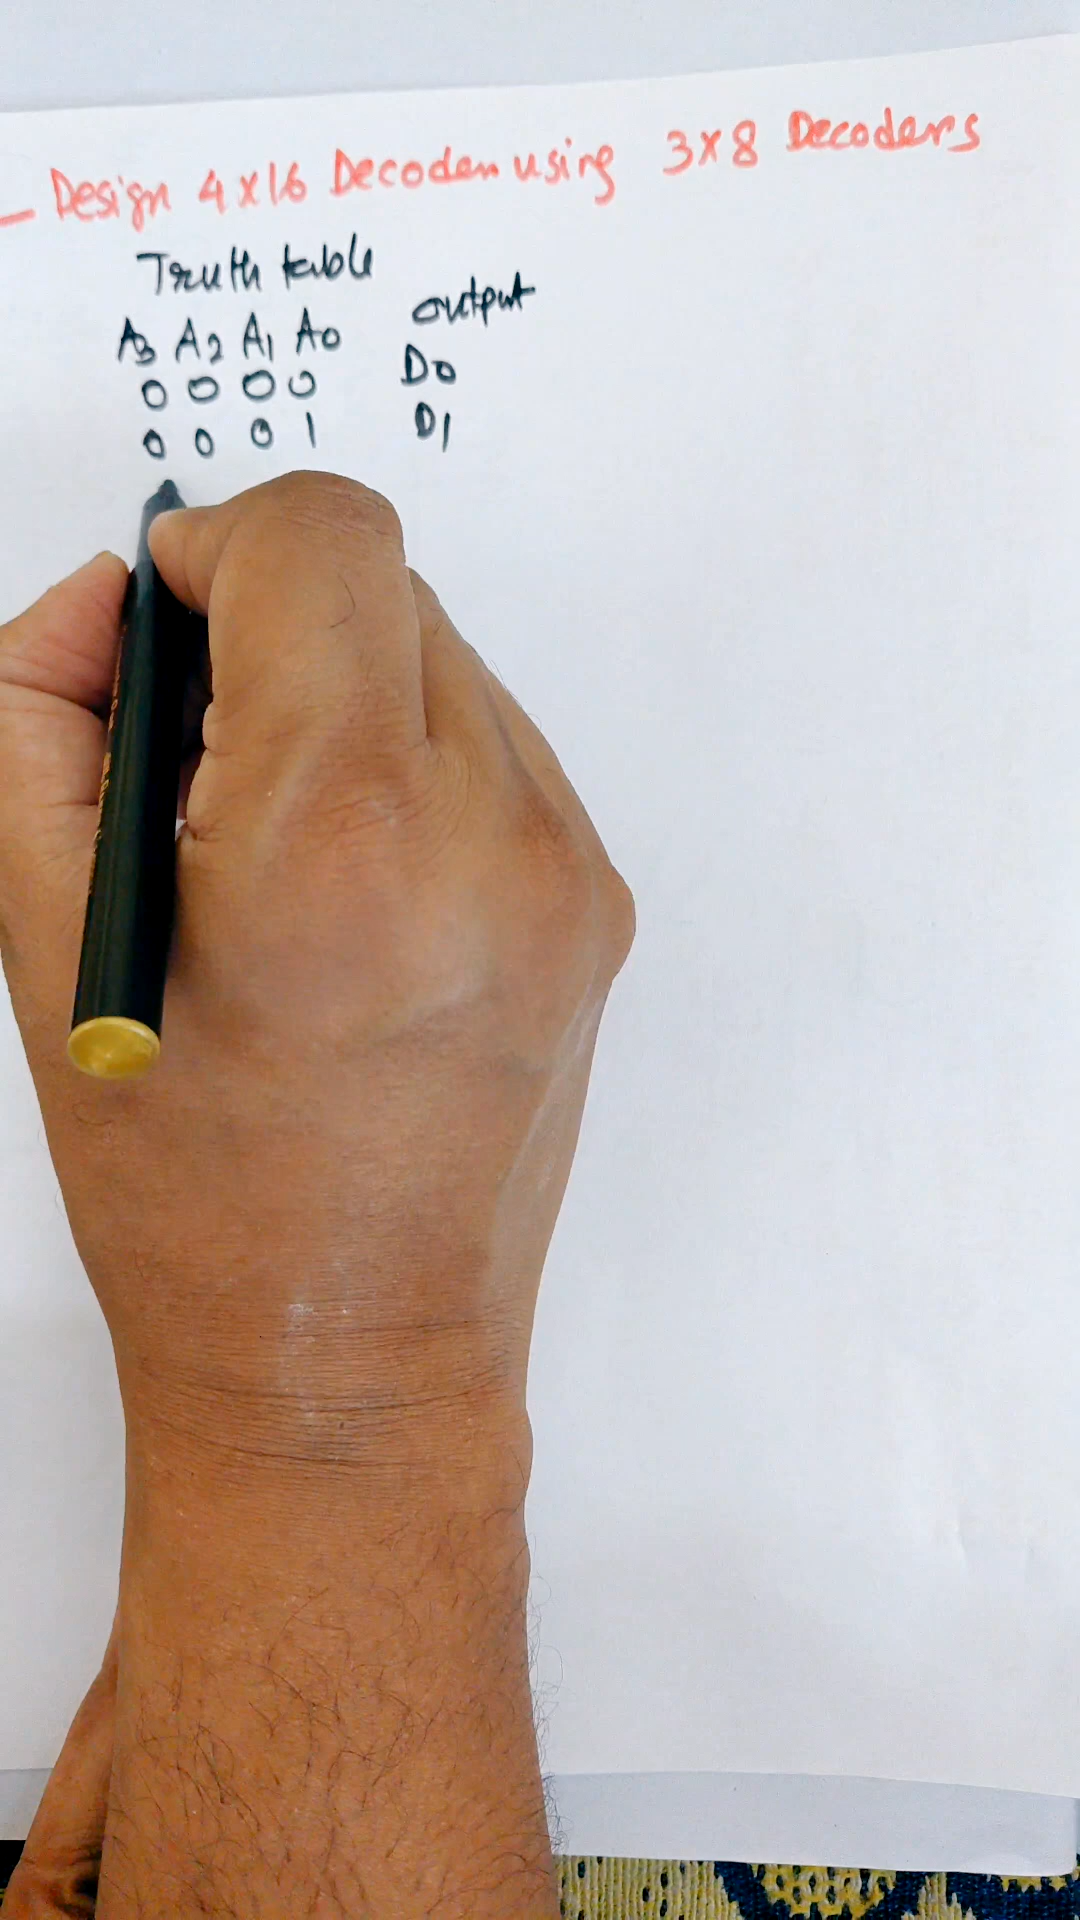 Design 4x16 Decoder using 3x8 Decoders
Truth table
A3 A2 A1 A0 output
0 0 0 0 D0
0 0 0 1 D1